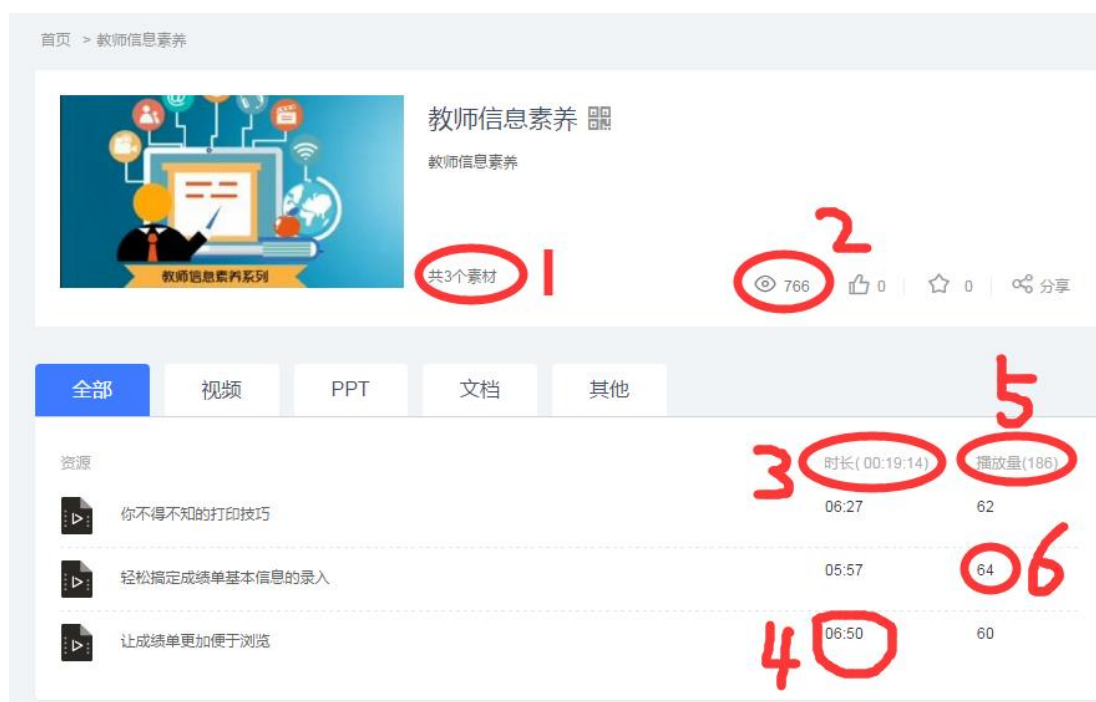 首页 > 教师信息素养
教师信息素养
教师信息素养
教师信息素养系列
共3个素材
1
2
766
0
0
分享
全部 视频 PPT 文档 其他
5
资源 3 时长( 00:19:14) 播放量(186)
你不得不知的打印技巧 06:27 62
轻松搞定成绩单基本信息的录入 05:57 64 6
让成绩单更加便于浏览 4 06:50 60